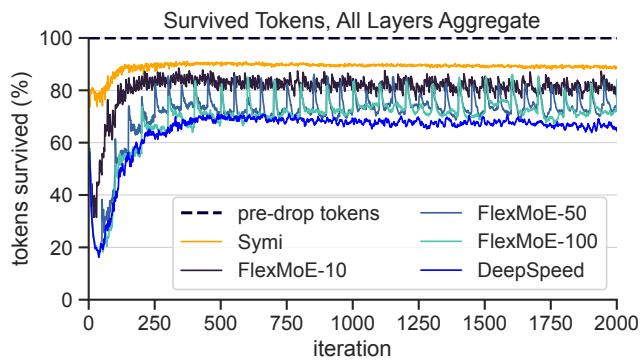 Survived Tokens, All Layers Aggregate
tokens survived (%)
100
80
60
40
20
0
pre-drop tokens
Symi
FlexMoE-10
FlexMoE-50
FlexMoE-100
DeepSpeed
0 250 500 750 1000 1250 1500 1750 2000
iteration